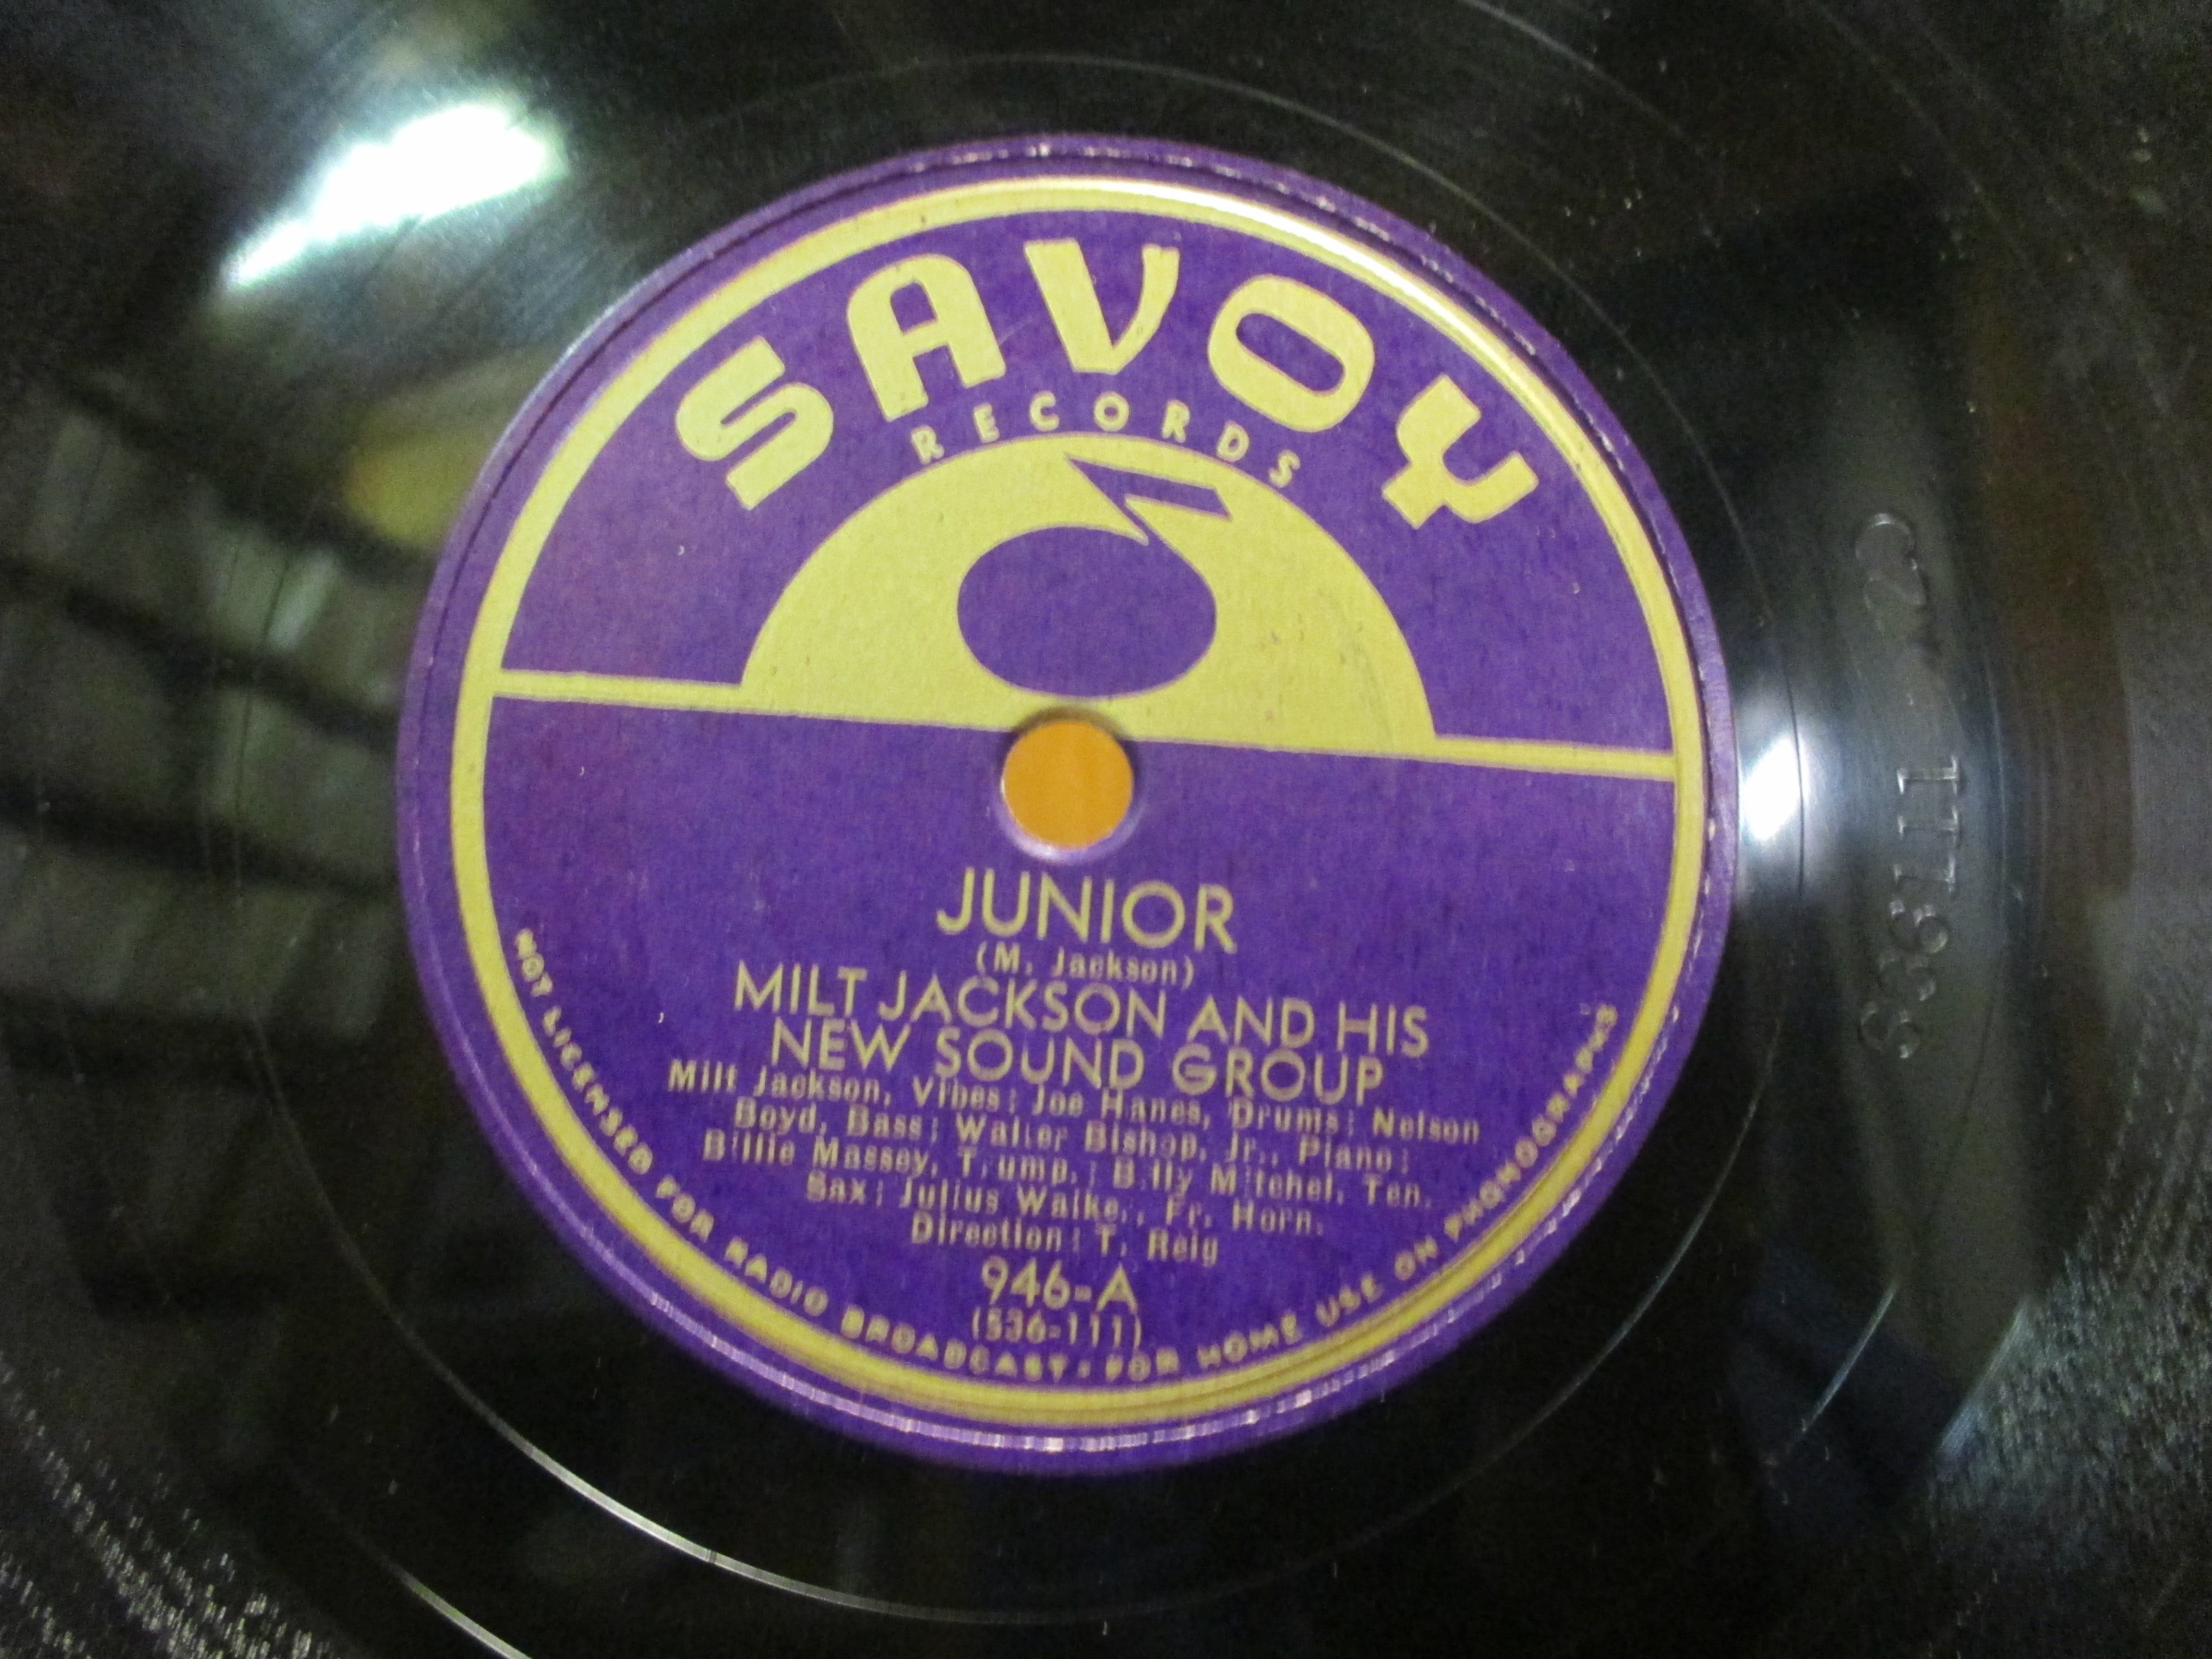 SAVOY
RECORDS
JUNIOR
(M. Jackson)
MILT JACKSON AND HIS
NEW SOUND GROUP
Milt Jackson, Vibes; Joe Hanes, Drums; Nelson
Boyd, Bass; Walter Bishop, Jr., Piano;
Billie Massey, Trump.; Billy Mitchel, Ten.
Sax; Julius Walke., Fr. Horn.
Direction: T. Reig
946-A
(536-111)
NOT LICENSED FOR RADIO BROADCAST • FOR HOME USE ON PHONOGRAPHS